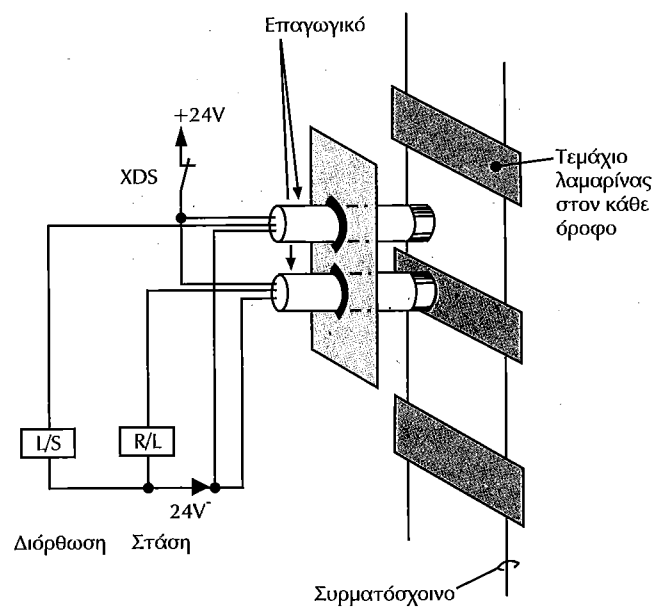 Επαγωγικό
+24V
XDS
Τεμάχιο
λαμαρίνας
στον κάθε
όροφο
L/S
R/L
24V-
Διόρθωση
Στάση
Συρματόσχοινο